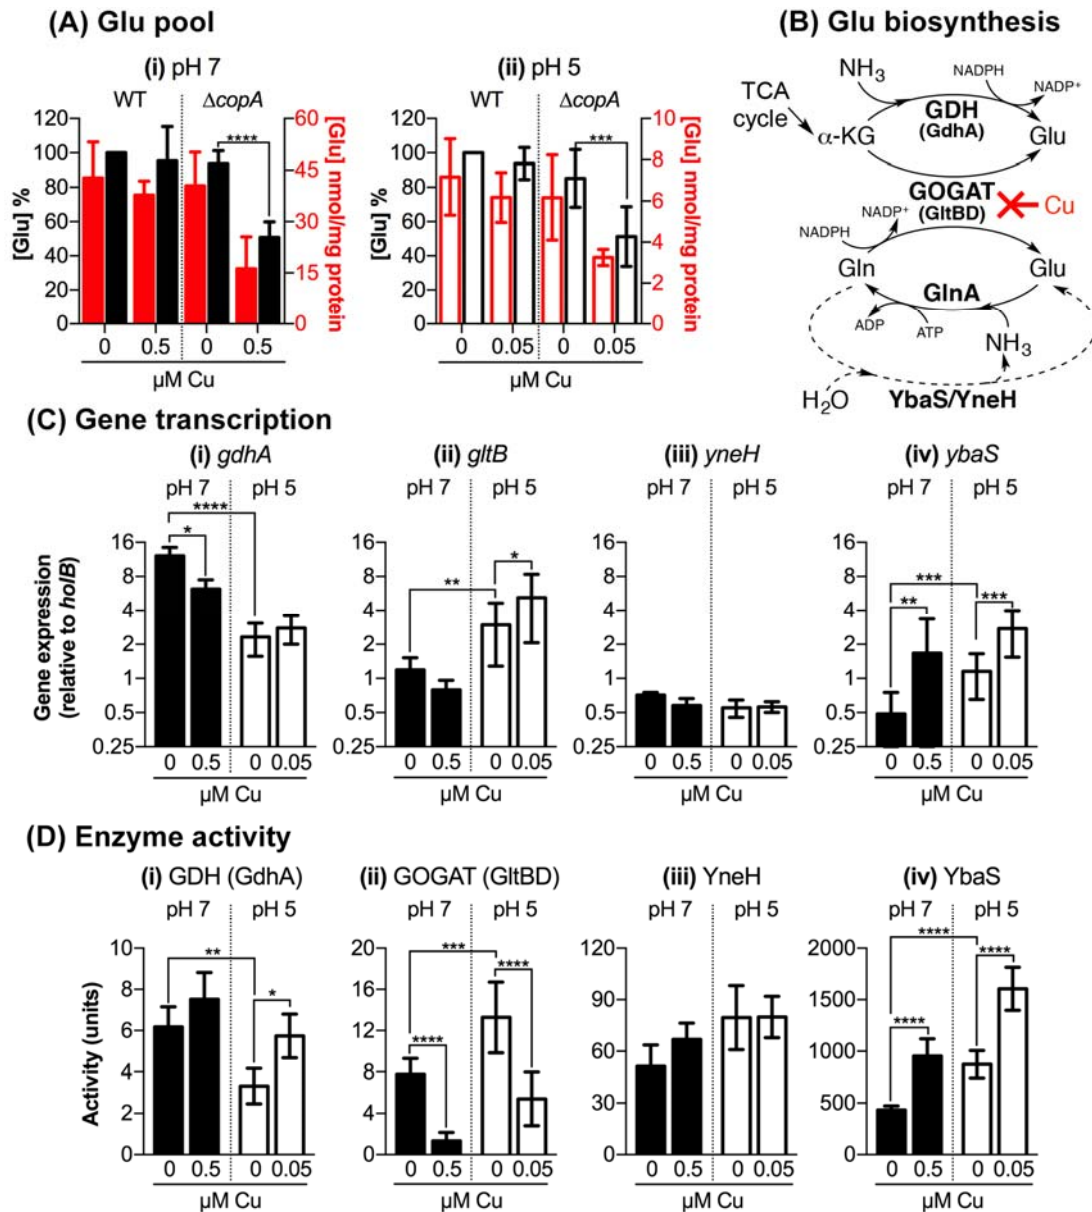 (A) Glu pool
(B) Glu biosynthesis
(i) pH 7
WT ΔcopA
[Glu] %
120
100
80
60
40
20
0
****
60
45
30
15
0
[Glu] nmol/mg protein
0 0.5 0 0.5
µM Cu
(ii) pH 5
WT ΔcopA
[Glu] %
120
100
80
60
40
20
0
***
10
8
6
4
2
0
[Glu] nmol/mg protein
0 0.05 0 0.05
µM Cu
NH3 NADPH NADP+
TCA cycle
GDH
(GdhA)
α-KG Glu
GOGAT
(GltBD)
Cu
NADPH NADP+
Gln Glu
GlnA
ADP ATP
NH3
H2O
YbaS/YneH
(C) Gene transcription
(i) gdhA
pH 7 pH 5
****
*
Gene expression
(relative to holB)
16
8
4
2
1
0.5
0.25
0 0.5 0 0.05
µM Cu
(ii) gltB
pH 7 pH 5
**
*
16
8
4
2
1
0.5
0.25
0 0.5 0 0.05
µM Cu
(iii) yneH
pH 7 pH 5
16
8
4
2
1
0.5
0.25
0 0.5 0 0.05
µM Cu
(iv) ybaS
pH 7 pH 5
***
** ***
16
8
4
2
1
0.5
0.25
0 0.5 0 0.05
µM Cu
(D) Enzyme activity
(i) GDH (GdhA)
pH 7 pH 5
**
*
Activity (units)
10
8
6
4
2
0
0 0.5 0 0.05
µM Cu
(ii) GOGAT (GltBD)
pH 7 pH 5
***
**** ****
20
16
12
8
4
0
0 0.5 0 0.05
µM Cu
(iii) YneH
pH 7 pH 5
120
90
60
30
0
0 0.5 0 0.05
µM Cu
(iv) YbaS
pH 7 pH 5
****
**** ****
2000
1500
1000
500
0
0 0.5 0 0.05
µM Cu